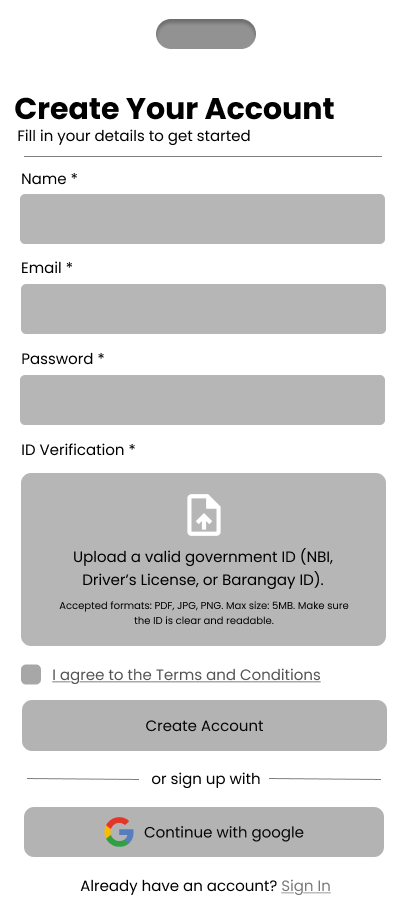 Create Your Account
Fill in your details to get started
Name *
Email *
Password *
ID Verification *
Upload a valid government ID (NBI,
Driver's License, or Barangay ID).
Accepted formats: PDF, JPG, PNG. Max size: 5MB. Make sure
the ID is clear and readable.
I agree to the Terms and Conditions
Create Account
or sign up with
Continue with google
Already have an account? Sign In